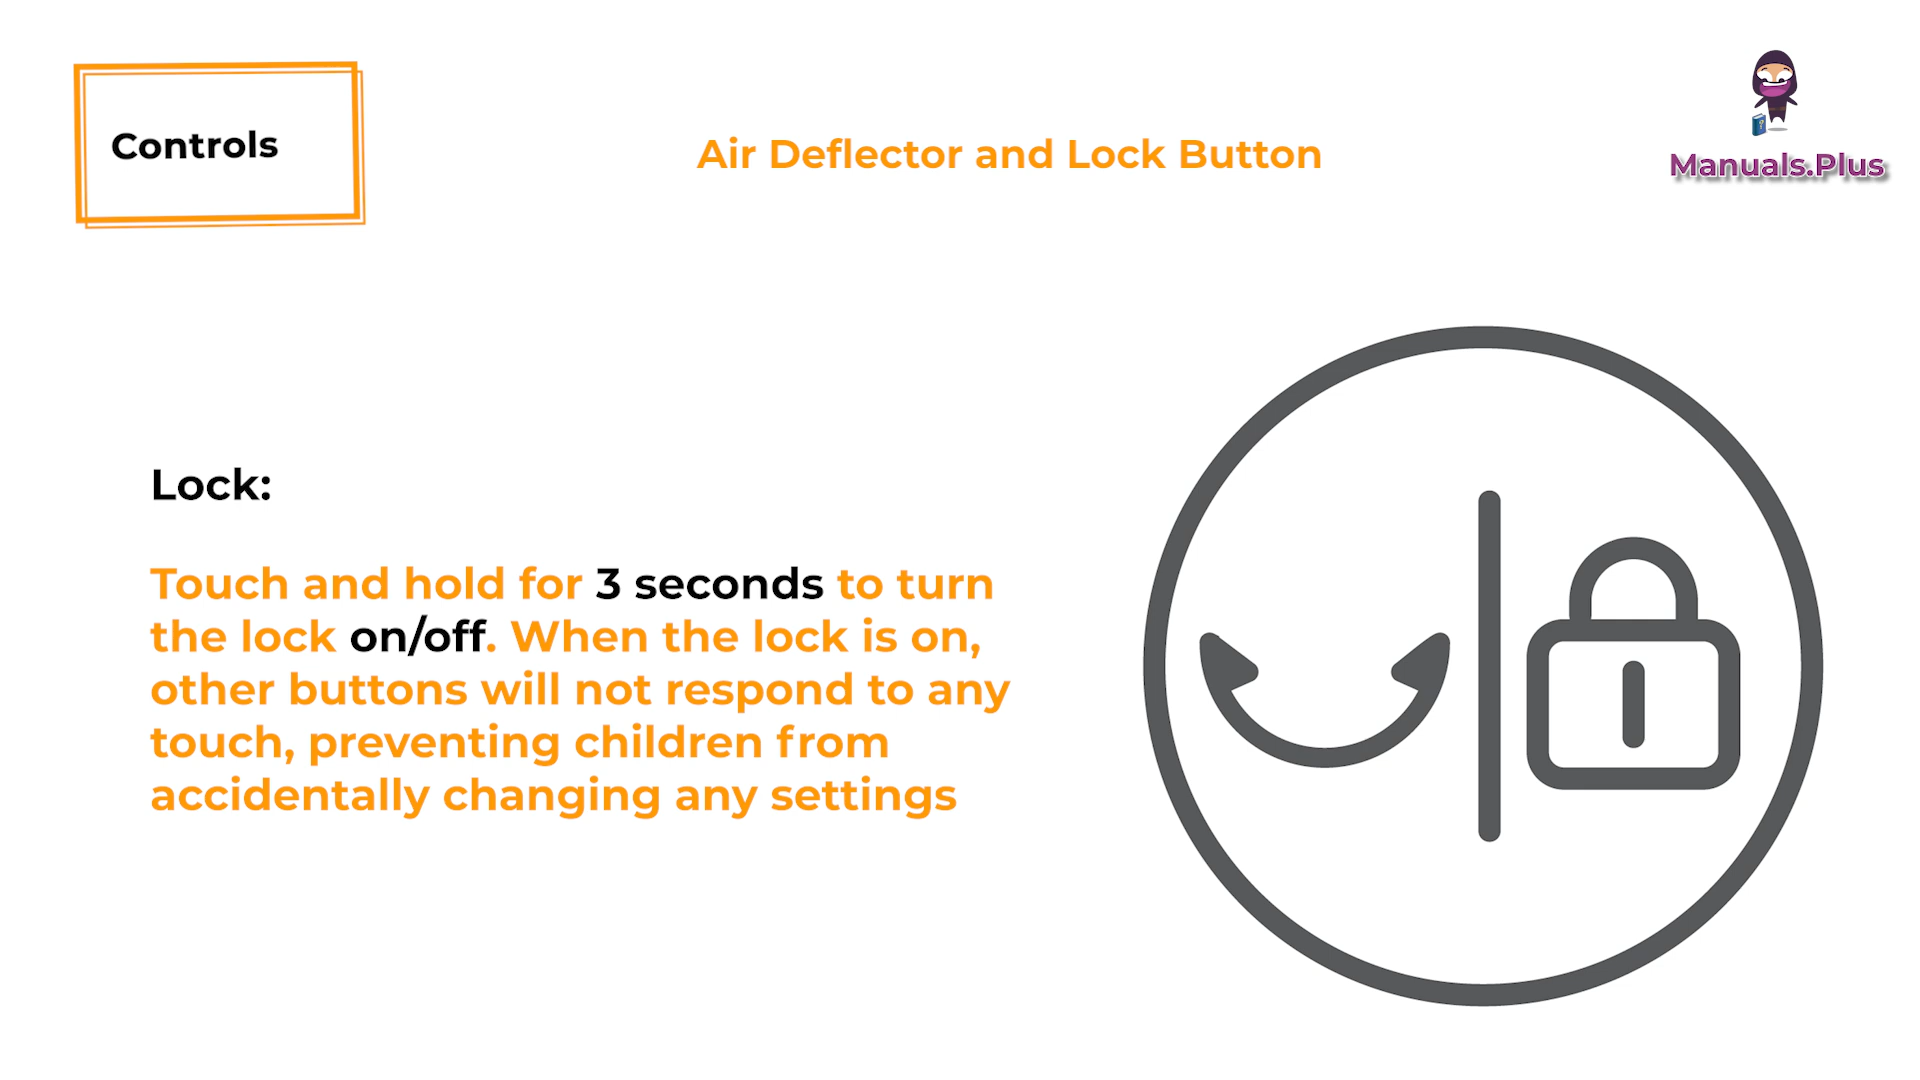 Controls
Air Deflector and Lock Button
Manuals.Plus
Lock:
Touch and hold for 3 seconds to turn
the lock on/off. When the lock is on,
other buttons will not respond to any
touch, preventing children from
accidentally changing any settings